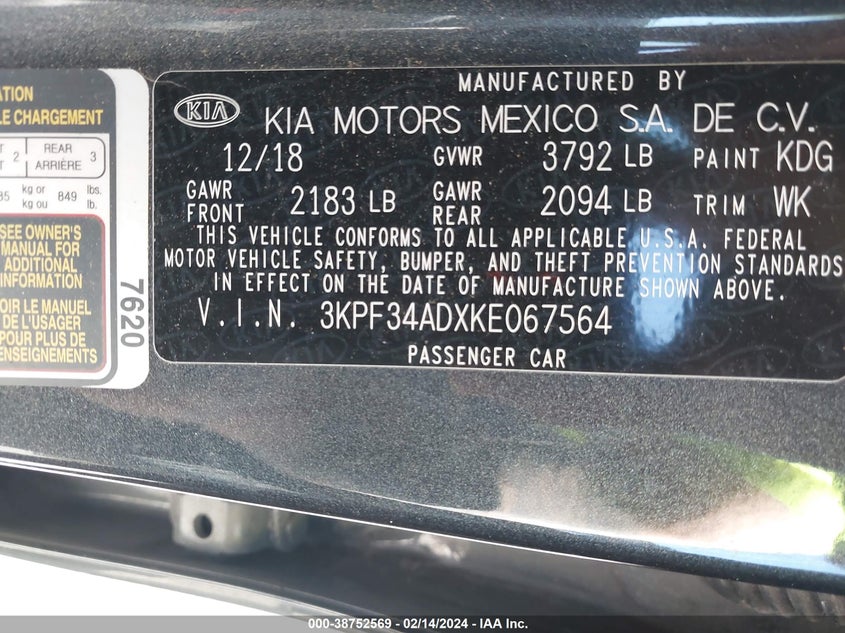 ATION
LE CHARGEMENT
2
REAR
ARRIÈRE
3
85
kg or
kg ou
849
lbs.
lb.
SEE OWNER'S
MANUAL FOR
ADDITIONAL
INFORMATION
VOIR LE MANUEL
DE L'USAGER
POUR PLUS DE
RENSEIGNEMENTS
7620
MANUFACTURED BY
KIA
KIA MOTORS MEXICO S.A. DE C.V.
12/18 GVWR 3792 LB PAINT KDG
GAWR FRONT 2183 LB GAWR REAR 2094 LB TRIM WK
THIS VEHICLE CONFORMS TO ALL APPLICABLE U.S.A. FEDERAL
MOTOR VEHICLE SAFETY, BUMPER, AND THEFT PREVENTION STANDARDS
IN EFFECT ON THE DATE OF MANUFACTURE SHOWN ABOVE.
V.I.N. 3KPF34ADXKE067564
PASSENGER CAR
000-38752569 - 02/14/2024 - IAA Inc.